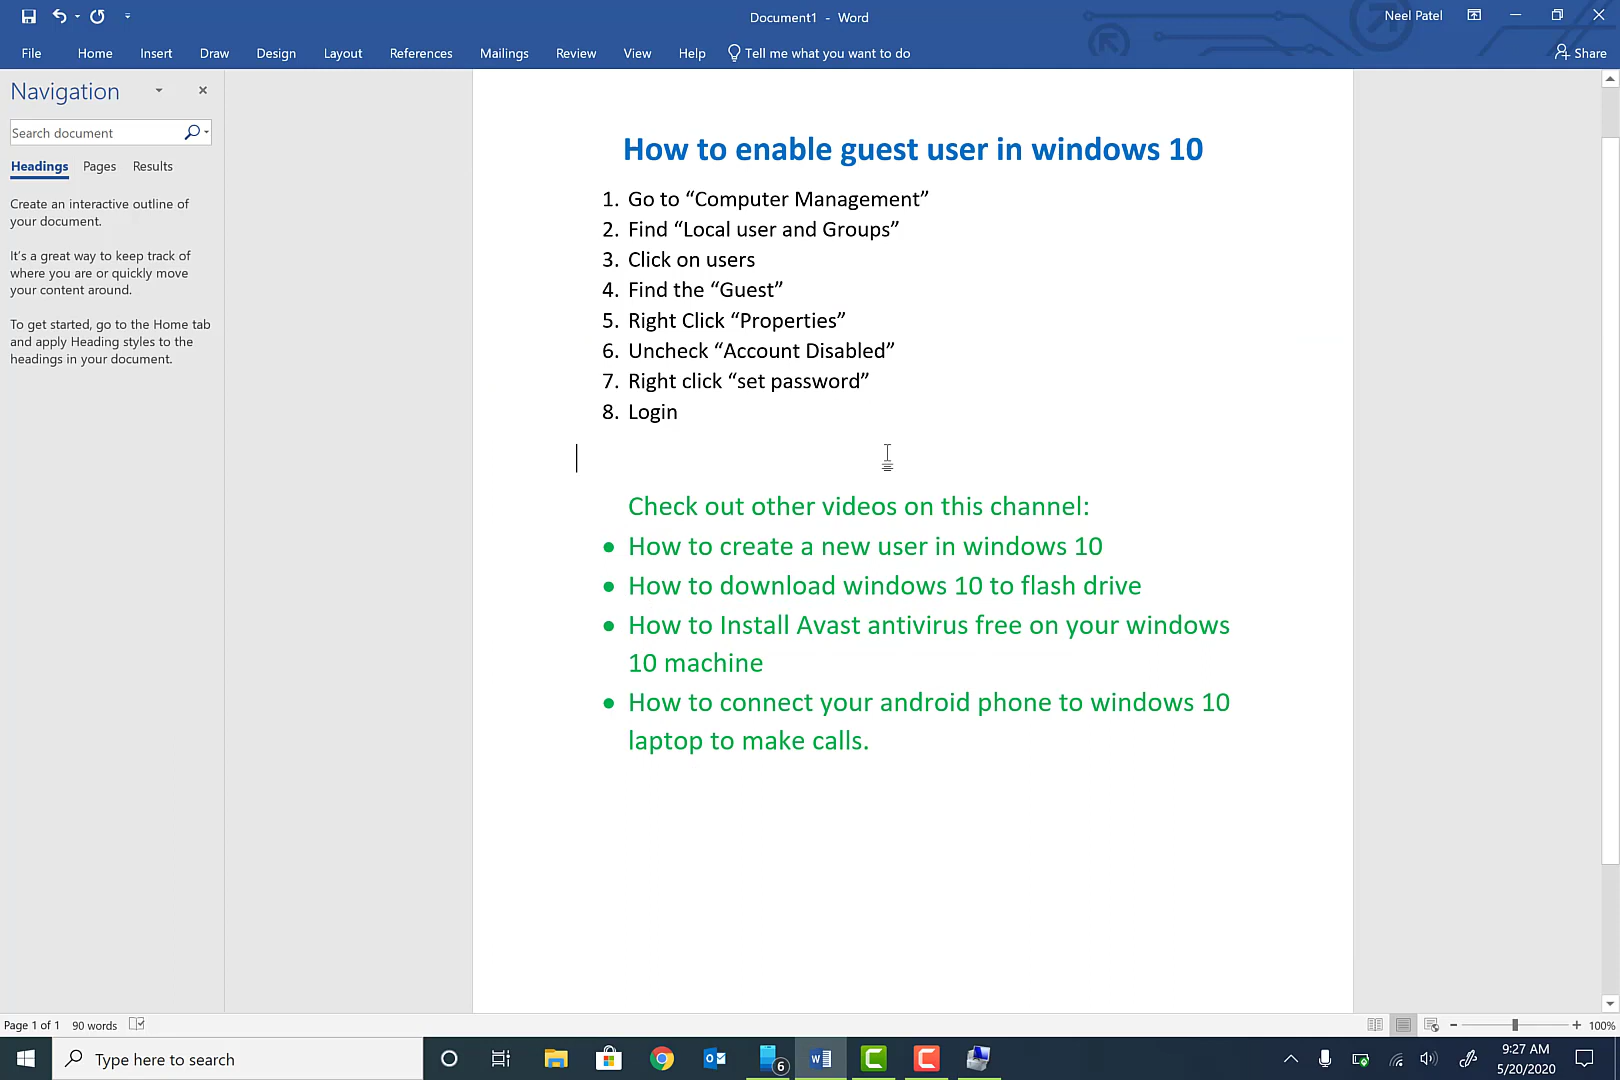 Document1 - Word
Neel Patel
File Home Insert Draw Design Layout References Mailings Review View Help Tell me what you want to do Share
Navigation
Search document
Headings Pages Results
Create an interactive outline of
your document.
It's a great way to keep track of
where you are or quickly move
your content around.
To get started, go to the Home tab
and apply Heading styles to the
headings in your document.
How to enable guest user in windows 10
1. Go to “Computer Management”
2. Find “Local user and Groups”
3. Click on users
4. Find the “Guest”
5. Right Click “Properties”
6. Uncheck “Account Disabled”
7. Right click “set password”
8. Login
Check out other videos on this channel:
• How to create a new user in windows 10
• How to download windows 10 to flash drive
• How to Install Avast antivirus free on your windows
10 machine
• How to connect your android phone to windows 10
laptop to make calls.
Page 1 of 1 90 words
100%
Type here to search
6
9:27 AM
5/20/2020